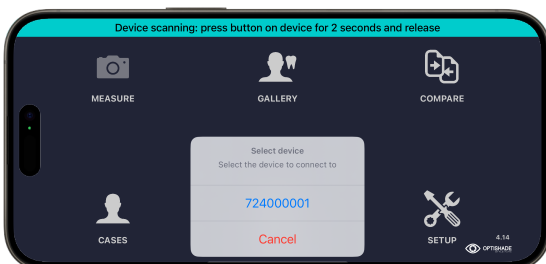 Device scanning: press button on device for 2 seconds and release
MEASURE
GALLERY
COMPARE
Select device
Select the device to connect to
724000001
Cancel
CASES
SETUP
4.14
OPTISHADE